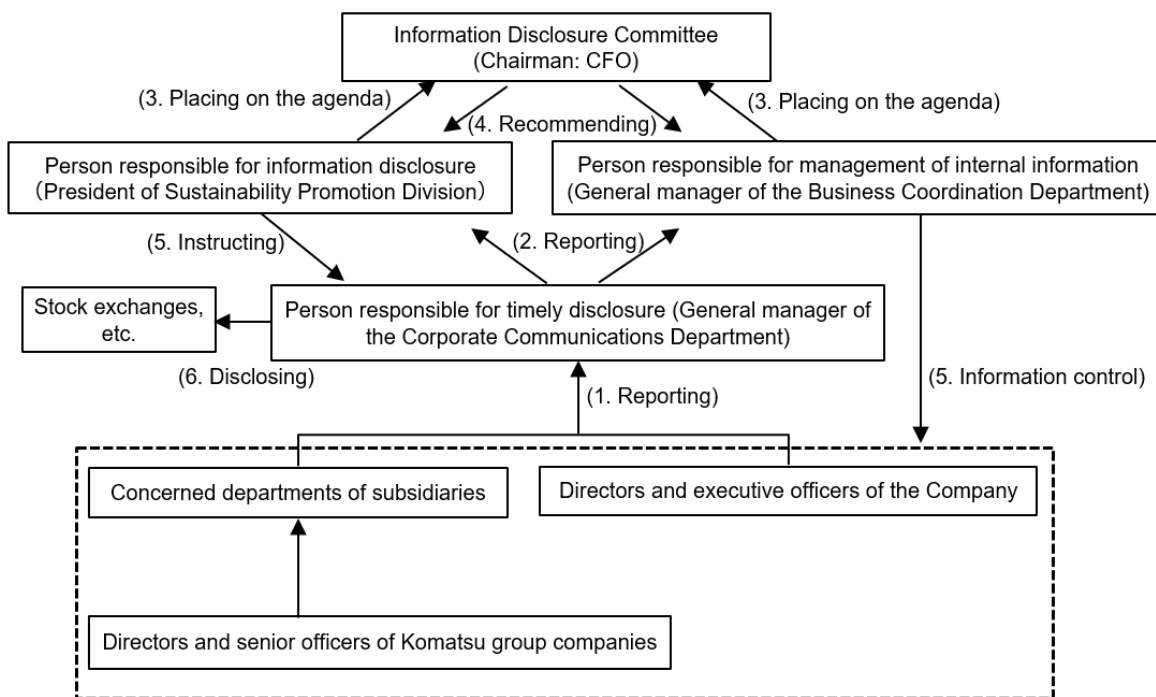 Information Disclosure Committee
(Chairman: CFO)
(3. Placing on the agenda)
(3. Placing on the agenda)
(4. Recommending)
Person responsible for information disclosure
（President of Sustainability Promotion Division）
Person responsible for management of internal information
(General manager of the Business Coordination Department)
(5. Instructing)
(2. Reporting)
Stock exchanges,
etc.
Person responsible for timely disclosure (General manager of
the Corporate Communications Department)
(6. Disclosing)
(1. Reporting)
(5. Information control)
Concerned departments of subsidiaries
Directors and executive officers of the Company
Directors and senior officers of Komatsu group companies